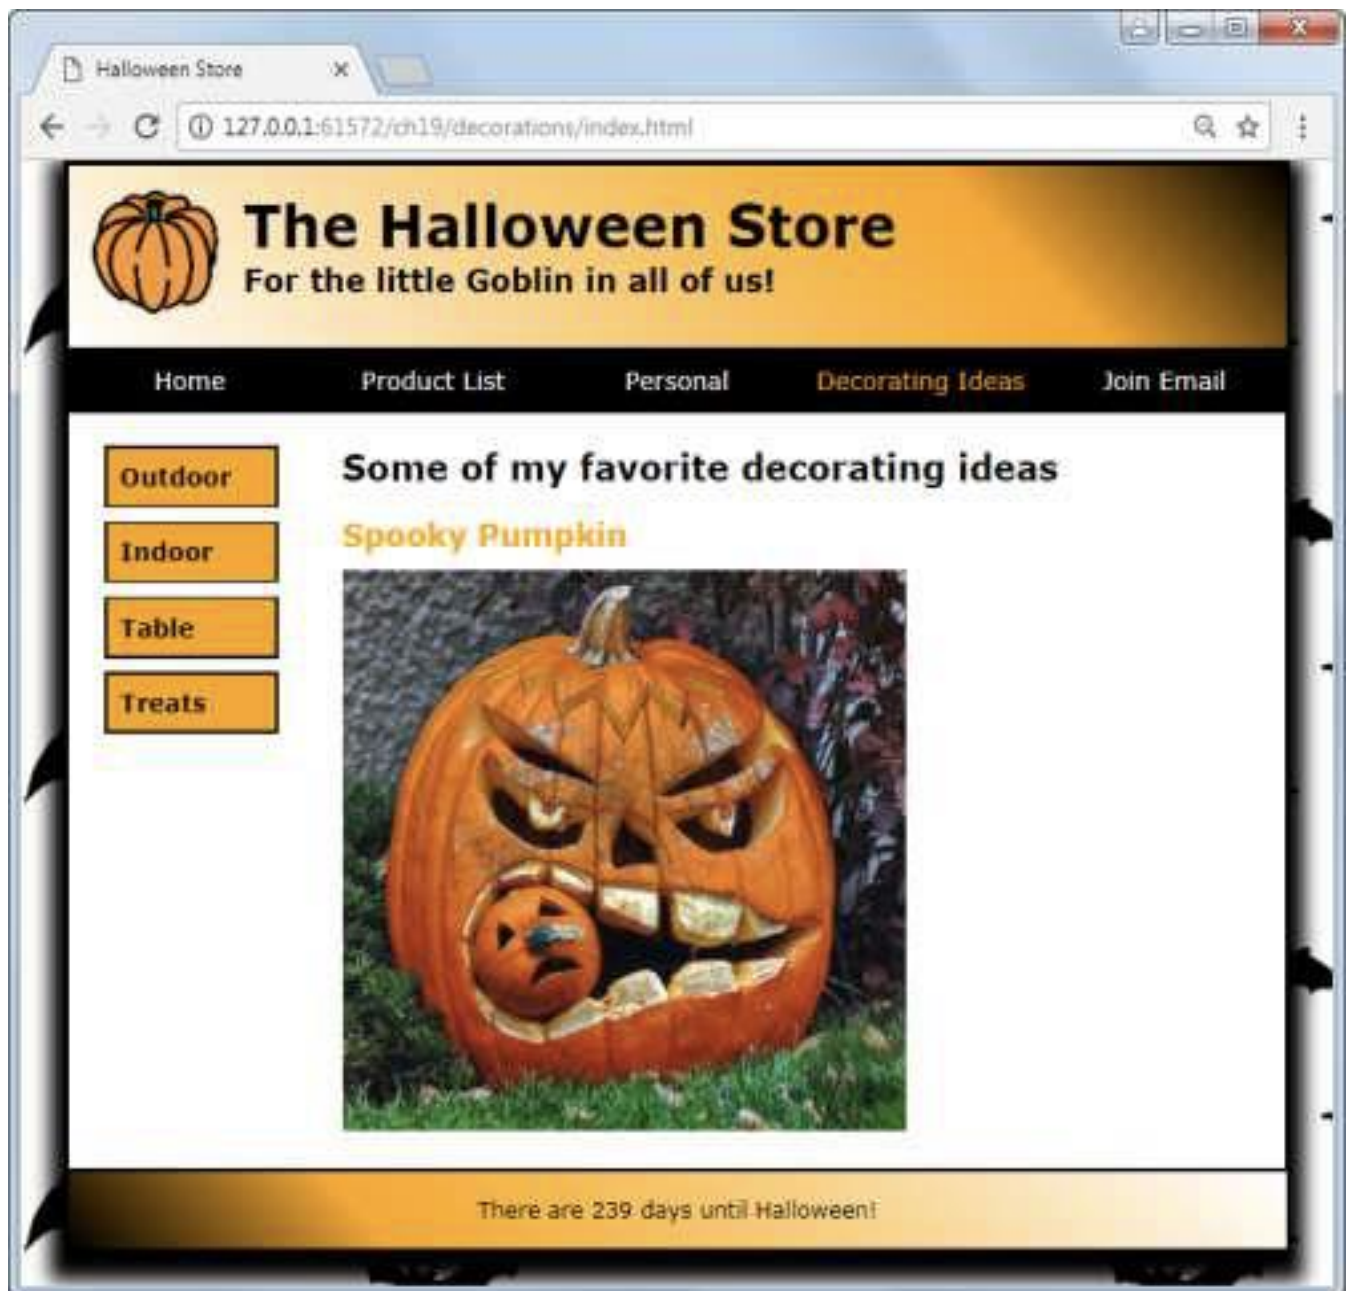 Halloween Store
127.0.0.1:61572/ch19/decorations/index.html
The Halloween Store
For the little Goblin in all of us!
Home Product List Personal Decorating Ideas Join Email
Outdoor
Indoor
Table
Treats
Some of my favorite decorating ideas
Spooky Pumpkin
There are 239 days until Halloween!